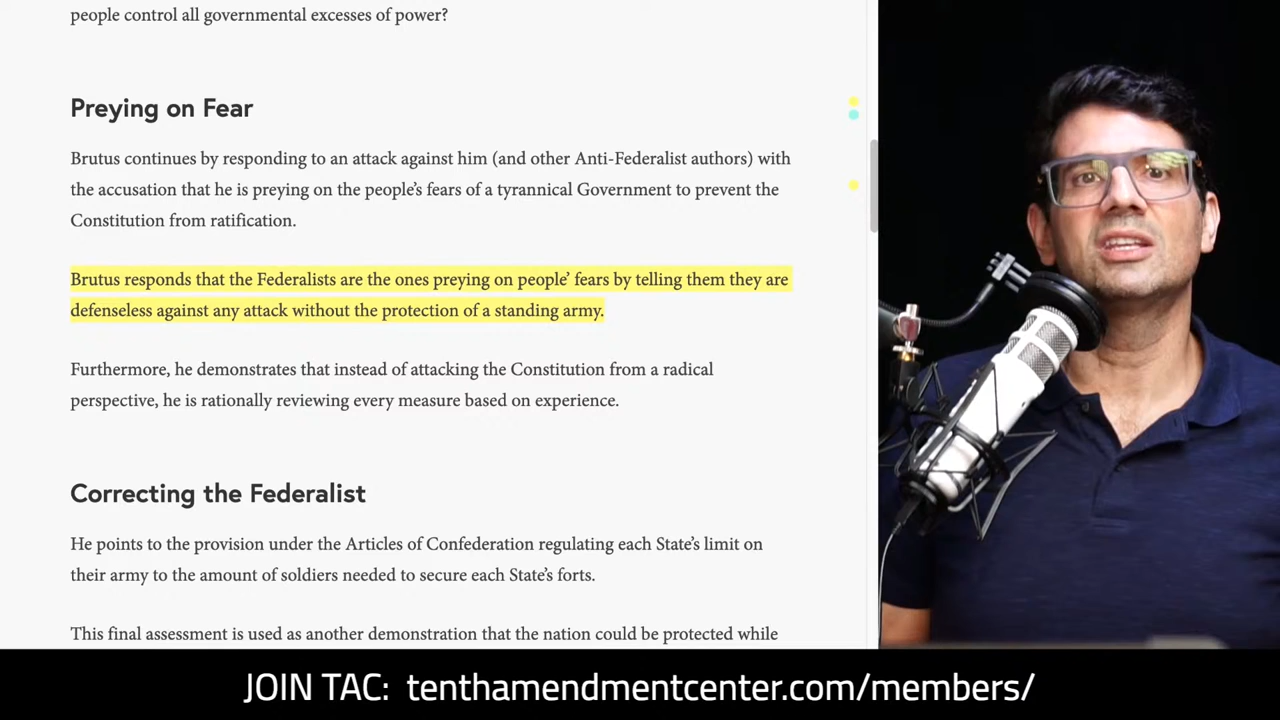 people control all governmental excesses of power?
Preying on Fear
Brutus continues by responding to an attack against him (and other Anti-Federalist authors) with
the accusation that he is preying on the people’s fears of a tyrannical Government to prevent the
Constitution from ratification.
Brutus responds that the Federalists are the ones preying on people’ fears by telling them they are
defenseless against any attack without the protection of a standing army.
Furthermore, he demonstrates that instead of attacking the Constitution from a radical
perspective, he is rationally reviewing every measure based on experience.
Correcting the Federalist
He points to the provision under the Articles of Confederation regulating each State’s limit on
their army to the amount of soldiers needed to secure each State’s forts.
This final assessment is used as another demonstration that the nation could be protected while
JOIN TAC: tenthamendmentcenter.com/members/